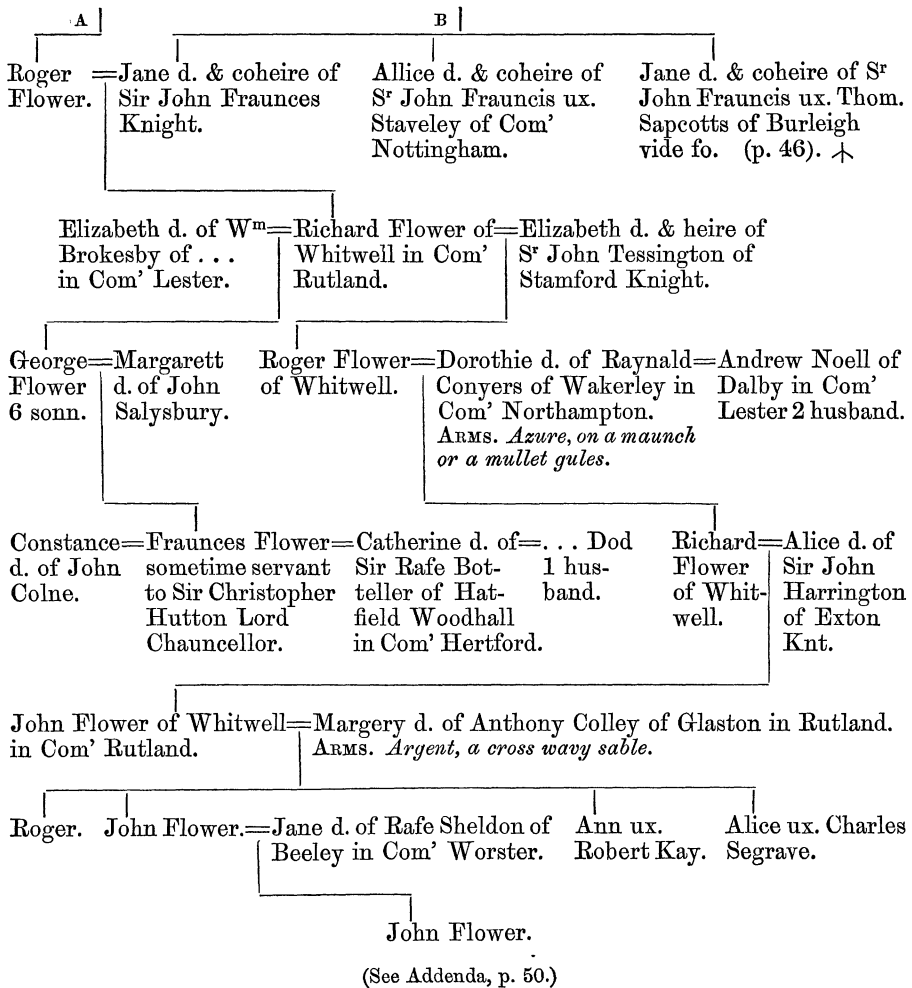 A B
Roger =Jane d. & coheire of Allice d. & coheire of Jane d. & coheire of Sʳ
Flower. Sir John Fraunces Sʳ John Frauncis ux. John Frauncis ux. Thom.
Knight. Staveley of Com’ Sapcotts of Burleigh
Nottingham. vide fo. (p. 46).
Elizabeth d. of Wᵐ=Richard Flower of=Elizabeth d. & heire of
Brokesby of . . . Whitwell in Com’ Sʳ John Tessington of
in Com’ Lester. Rutland. Stamford Knight.
George=Margarett Roger Flower=Dorothie d. of Raynald=Andrew Noell of
Flower d. of John of Whitwell. Conyers of Wakerley in Dalby in Com’
6 sonn. Salysbury. Com’ Northampton. Lester 2 husband.
Arms. Azure, on a maunch
or a mullet gules.
Constance=Fraunces Flower=Catherine d. of=. . . Dod Richard=Alice d. of
d. of John sometime servant Sir Rafe Bot- 1 hus- Flower Sir John
Colne. to Sir Christopher teller of Hat- band. of Whit- Harrington
Hutton Lord field Woodhall well. of Exton
Chauncellor. in Com’ Hertford. Knt.
John Flower of Whitwell=Margery d. of Anthony Colley of Glaston in Rutland.
in Com’ Rutland. Arms. Argent, a cross wavy sable.
Roger. John Flower.=Jane d. of Rafe Sheldon of Ann ux. Alice ux. Charles
Beeley in Com’ Worster. Robert Kay. Segrave.
John Flower.
(See Addenda, p. 50.)